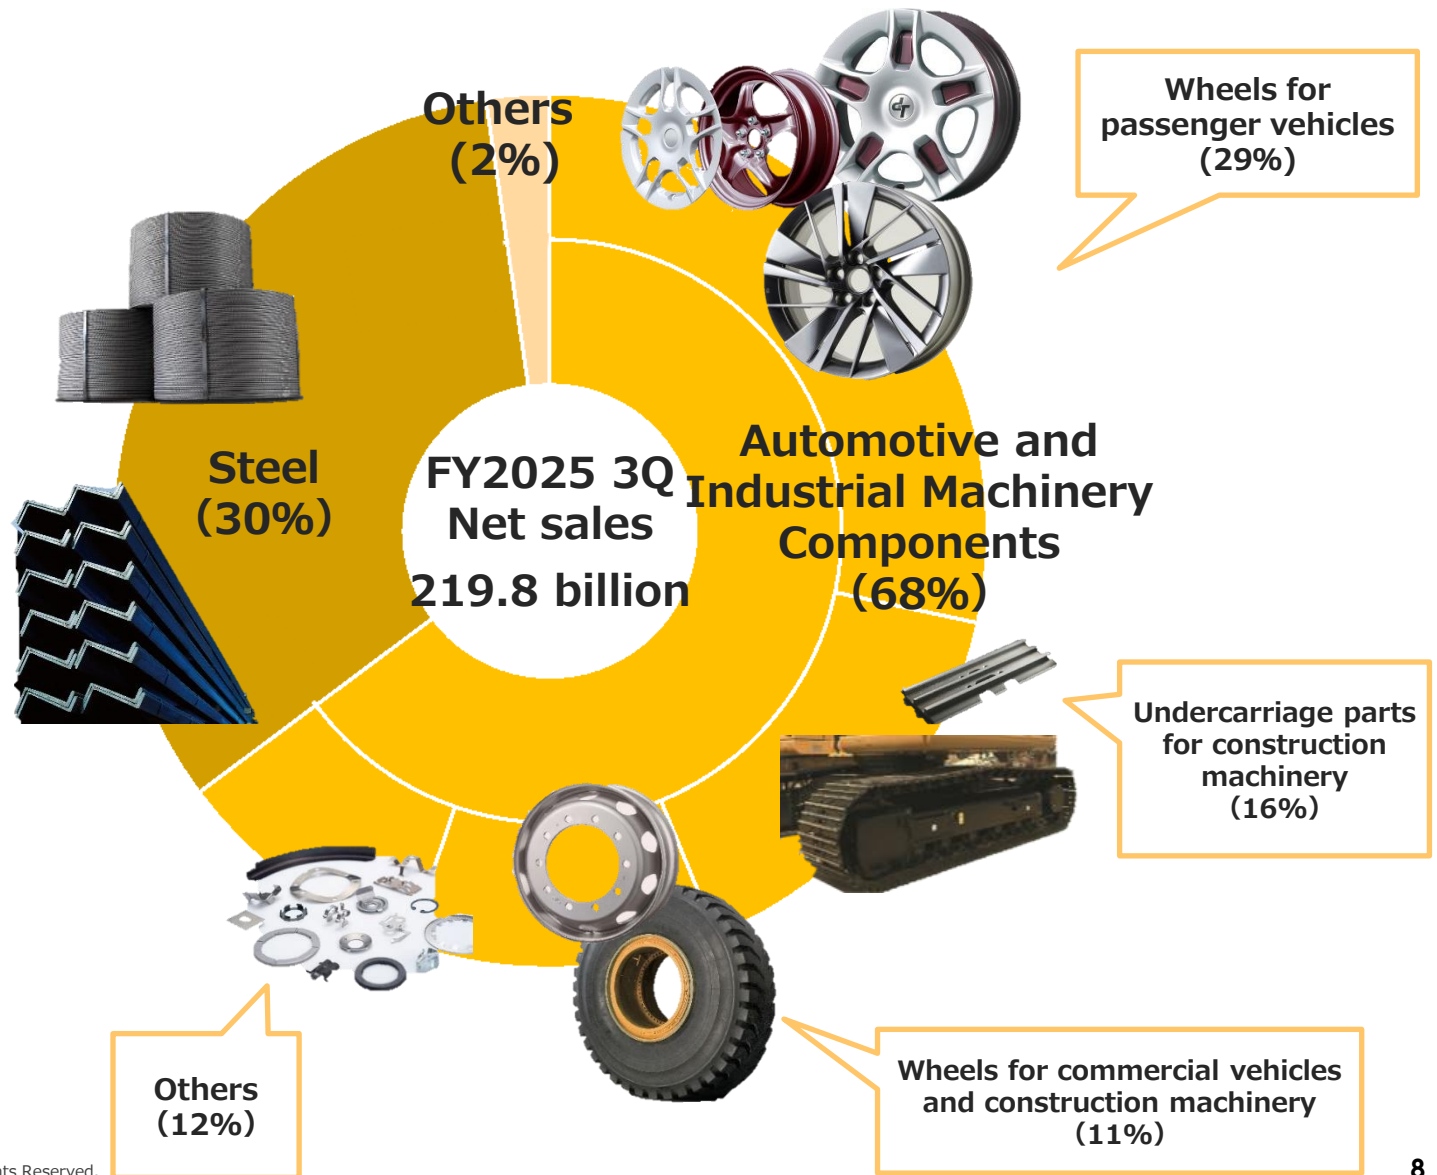 Others
(2%)
Wheels for
passenger vehicles
(29%)
Steel
(30%)
FY2025 3Q
Net sales
219.8 billion
Automotive and
Industrial Machinery
Components
(68%)
Undercarriage parts
for construction
machinery
(16%)
Others
(12%)
Wheels for commercial vehicles
and construction machinery
(11%)
Reserved.
8